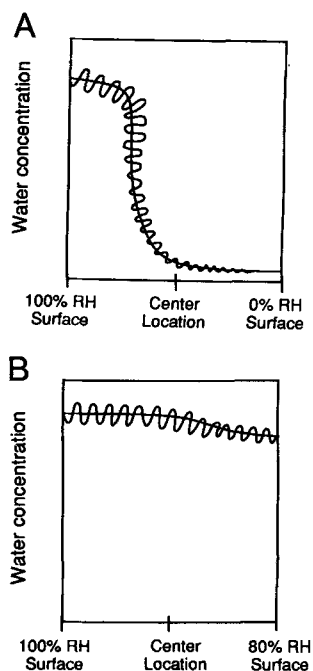 A
Water concentration
100% RH Surface
Center Location
0% RH Surface
B
Water concentration
100% RH Surface
Center Location
80% RH Surface